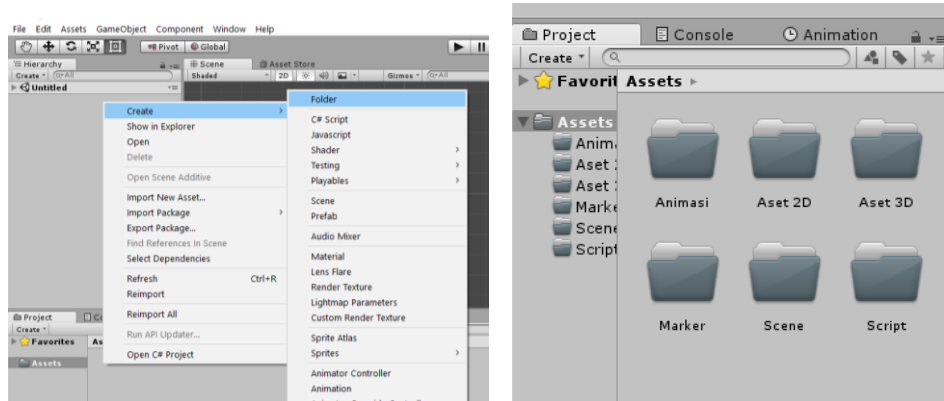 File Edit Assets GameObject Component Window Help
Pivot Global
Hierarchy
Create All
Untitled
Scene Asset Store
Shaded 2D Gizmos All
Create
Show in Explorer
Open
Delete
Open Scene Additive
Import New Asset...
Import Package
Export Package...
Find References In Scene
Select Dependencies
Refresh Ctrl+R
Reimport
Reimport All
Run API Updater...
Open C# Project
Folder
C# Script
Javascript
Shader
Testing
Playables
Scene
Prefab
Audio Mixer
Material
Lens Flare
Render Texture
Lightmap Parameters
Custom Render Texture
Sprite Atlas
Sprites
Animator Controller
Animation
Project
Create
Favorites
Assets
Project Console Animation
Create
Favorit
Assets
Assets
Anima
Aset
Aset
Marke
Scene
Script
Animasi Aset 2D Aset 3D
Marker Scene Script